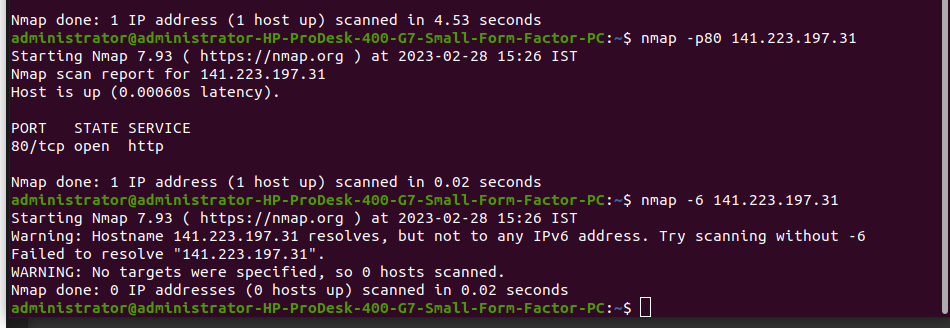 Nmap done: 1 IP address (1 host up) scanned in 4.53 seconds
administrator@administrator-HP-ProDesk-400-G7-Small-Form-Factor-PC:~$ nmap -p80 141.223.197.31
Starting Nmap 7.93 ( https://nmap.org ) at 2023-02-28 15:26 IST
Nmap scan report for 141.223.197.31
Host is up (0.00060s latency).
PORT   STATE SERVICE
80/tcp open  http
Nmap done: 1 IP address (1 host up) scanned in 0.02 seconds
administrator@administrator-HP-ProDesk-400-G7-Small-Form-Factor-PC:~$ nmap -6 141.223.197.31
Starting Nmap 7.93 ( https://nmap.org ) at 2023-02-28 15:26 IST
Warning: Hostname 141.223.197.31 resolves, but not to any IPv6 address. Try scanning without -6
Failed to resolve "141.223.197.31".
WARNING: No targets were specified, so 0 hosts scanned.
Nmap done: 0 IP addresses (0 hosts up) scanned in 0.02 seconds
administrator@administrator-HP-ProDesk-400-G7-Small-Form-Factor-PC:~$